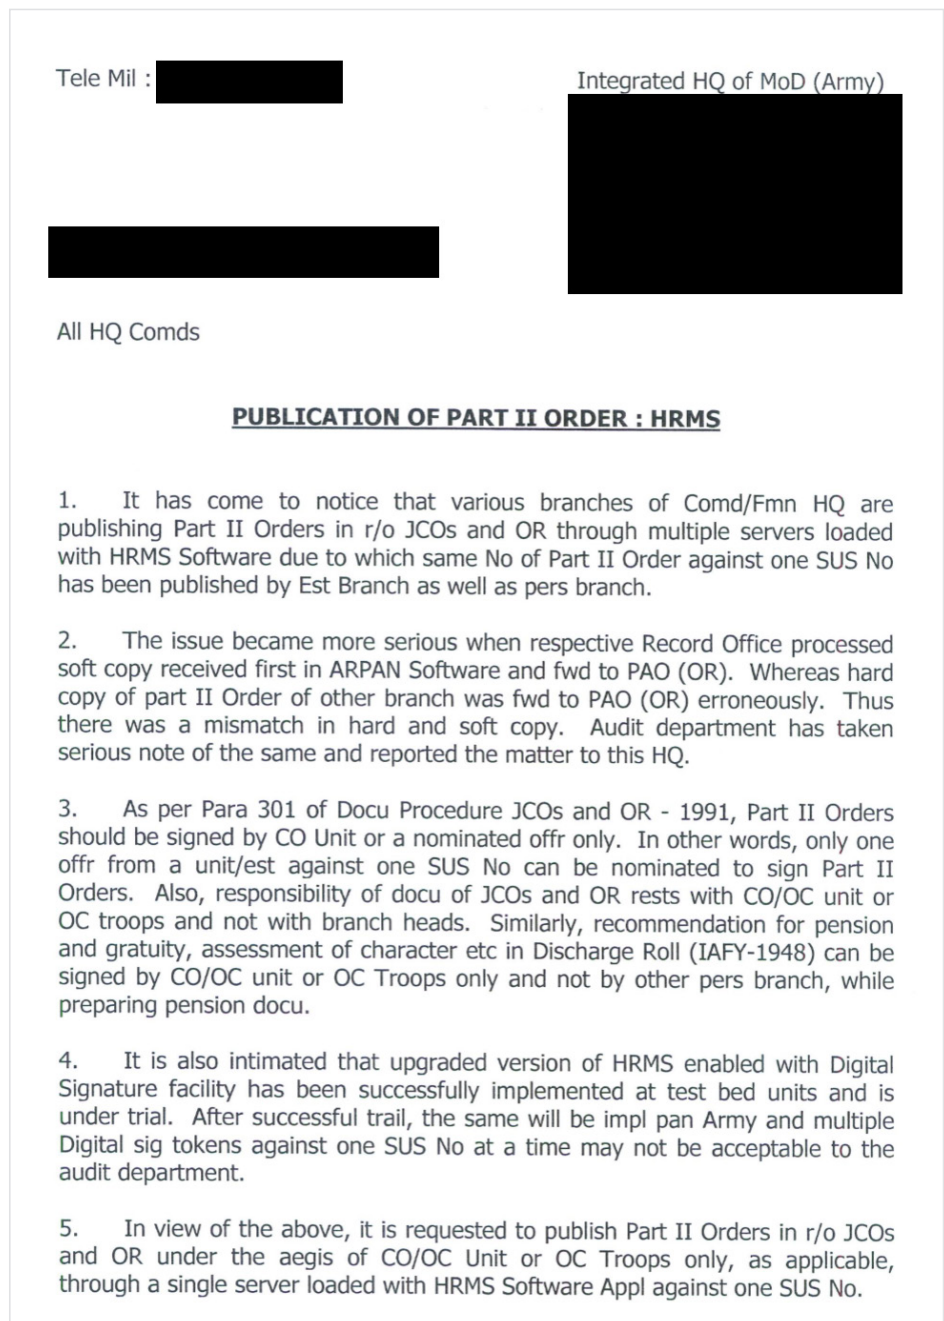 Tele Mil :
Integrated HQ of MoD (Army)
All HQ Comds
PUBLICATION OF PART II ORDER : HRMS
1. It has come to notice that various branches of Comd/Fmn HQ are
publishing Part II Orders in r/o JCOs and OR through multiple servers loaded
with HRMS Software due to which same No of Part II Order against one SUS No
has been published by Est Branch as well as pers branch.
2. The issue became more serious when respective Record Office processed
soft copy received first in ARPAN Software and fwd to PAO (OR). Whereas hard
copy of part II Order of other branch was fwd to PAO (OR) erroneously. Thus
there was a mismatch in hard and soft copy. Audit department has taken
serious note of the same and reported the matter to this HQ.
3. As per Para 301 of Docu Procedure JCOs and OR - 1991, Part II Orders
should be signed by CO Unit or a nominated offr only. In other words, only one
offr from a unit/est against one SUS No can be nominated to sign Part II
Orders. Also, responsibility of docu of JCOs and OR rests with CO/OC unit or
OC troops and not with branch heads. Similarly, recommendation for pension
and gratuity, assessment of character etc in Discharge Roll (IAFY-1948) can be
signed by CO/OC unit or OC Troops only and not by other pers branch, while
preparing pension docu.
4. It is also intimated that upgraded version of HRMS enabled with Digital
Signature facility has been successfully implemented at test bed units and is
under trial. After successful trail, the same will be impl pan Army and multiple
Digital sig tokens against one SUS No at a time may not be acceptable to the
audit department.
5. In view of the above, it is requested to publish Part II Orders in r/o JCOs
and OR under the aegis of CO/OC Unit or OC Troops only, as applicable,
through a single server loaded with HRMS Software Appl against one SUS No.